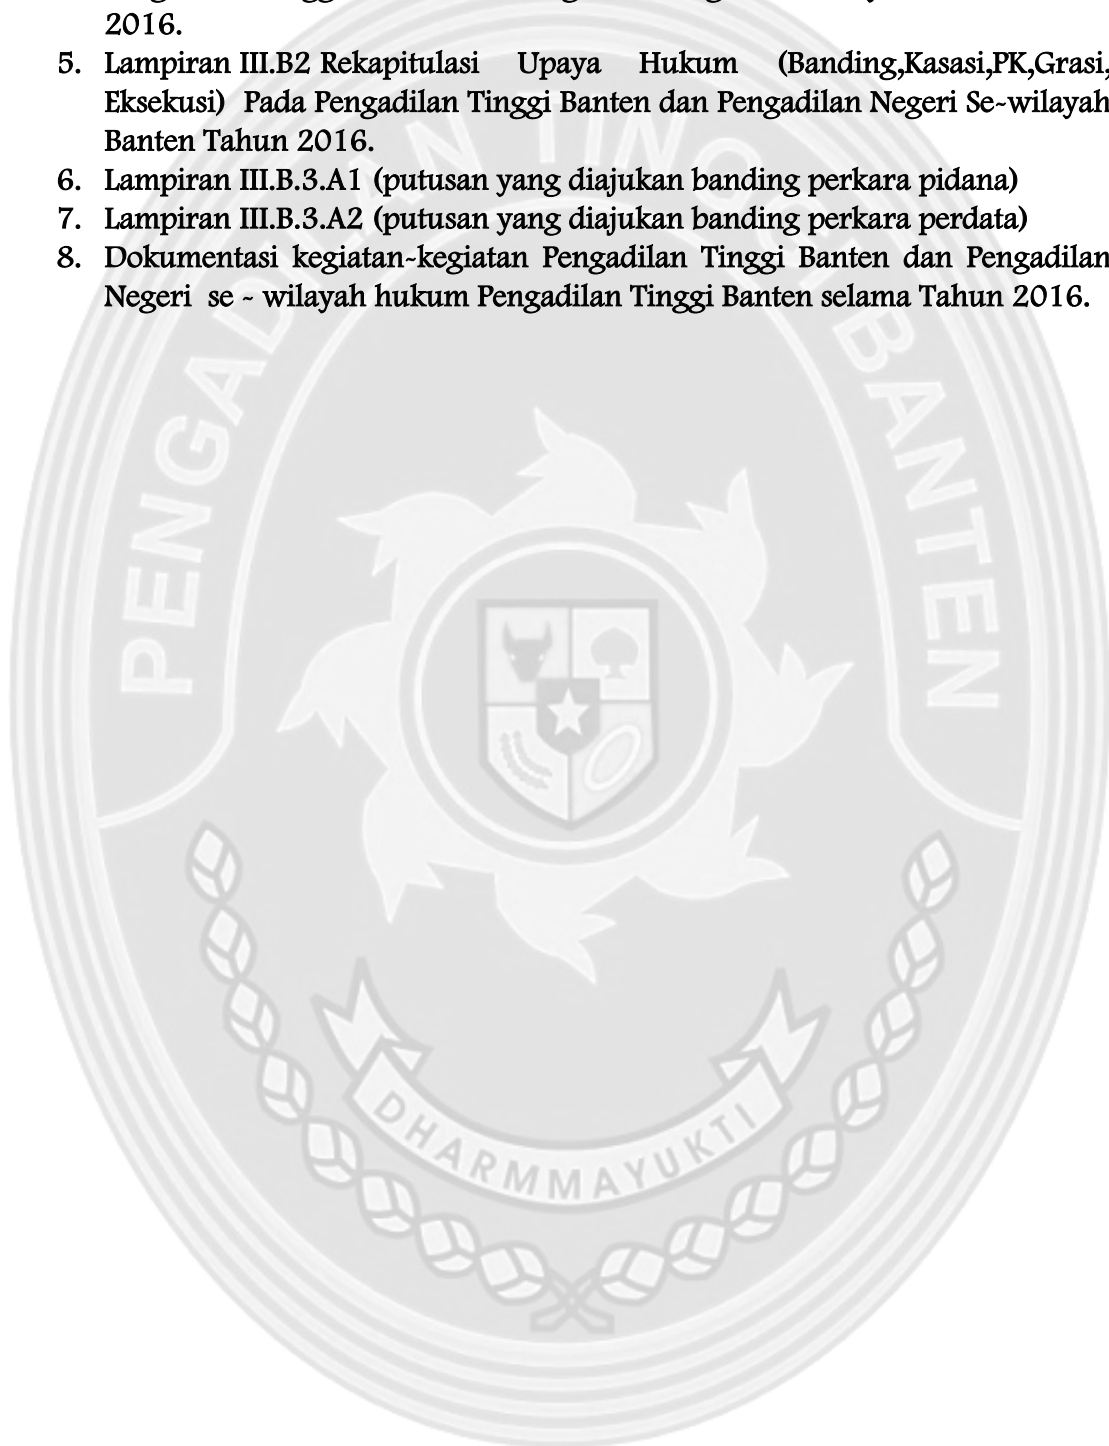 2016.
5. Lampiran III.B2 Rekapitulasi Upaya Hukum (Banding,Kasasi,PK,Grasi,
Eksekusi) Pada Pengadilan Tinggi Banten dan Pengadilan Negeri Se-wilayah
Banten Tahun 2016.
6. Lampiran III.B.3.A1 (putusan yang diajukan banding perkara pidana)
7. Lampiran III.B.3.A2 (putusan yang diajukan banding perkara perdata)
8. Dokumentasi kegiatan-kegiatan Pengadilan Tinggi Banten dan Pengadilan
Negeri se - wilayah hukum Pengadilan Tinggi Banten selama Tahun 2016.
PENGADILAN TINGGI BANTEN
DHARMMAYUKTI